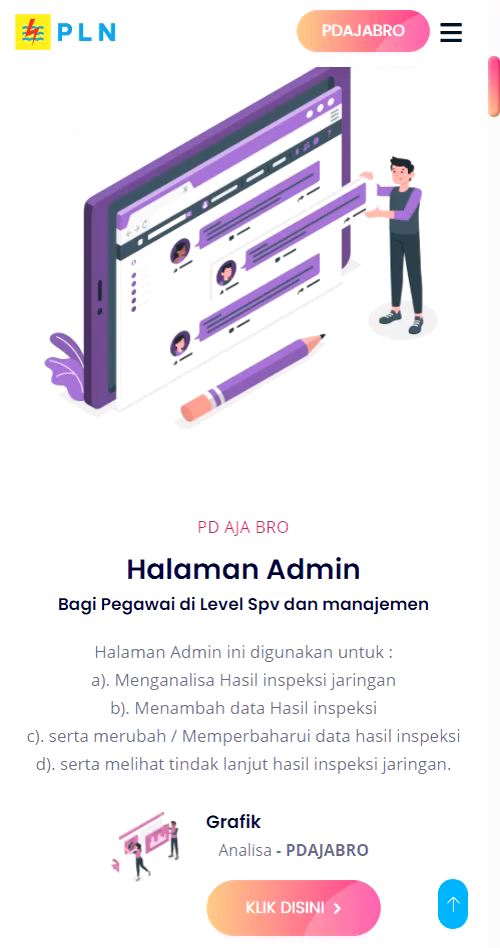 PLN
PDAJABRO
PD AJA BRO
Halaman Admin
Bagi Pegawai di Level Spv dan manajemen
Halaman Admin ini digunakan untuk :
a). Menganalisa Hasil inspeksi jaringan
b). Menambah data Hasil inspeksi
c). serta merubah / Memperbaharui data hasil inspeksi
d). serta melihat tindak lanjut hasil inspeksi jaringan.
Grafik
Analisa - PDAJABRO
KLIK DISINI